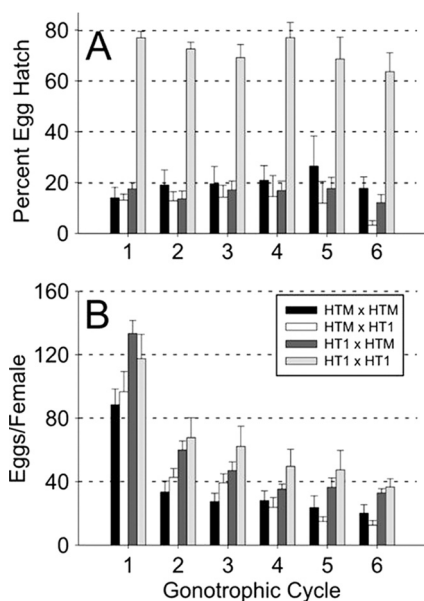 A
Percent Egg Hatch
80
60
40
20
0
1 2 3 4 5 6
B
Eggs/Female
160
120
80
40
0
HTM x HTM
HTM x HT1
HT1 x HTM
HT1 x HT1
1 2 3 4 5 6
Gonotrophic Cycle